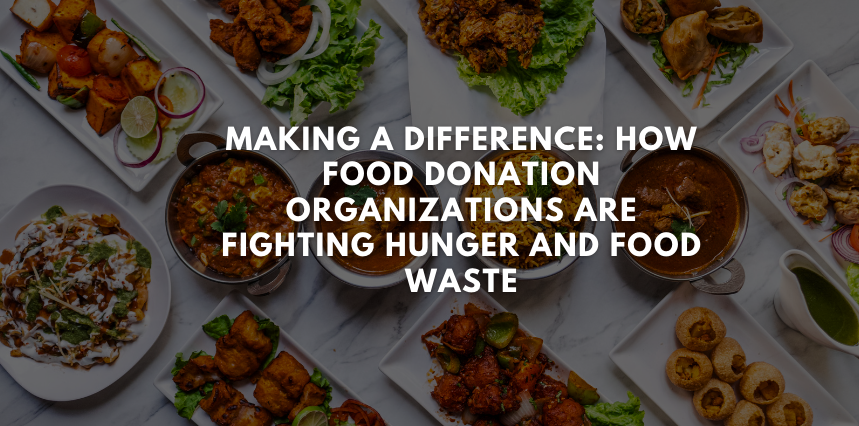 MAKING A DIFFERENCE: HOW
FOOD DONATION
ORGANIZATIONS ARE
FIGHTING HUNGER AND FOOD
WASTE